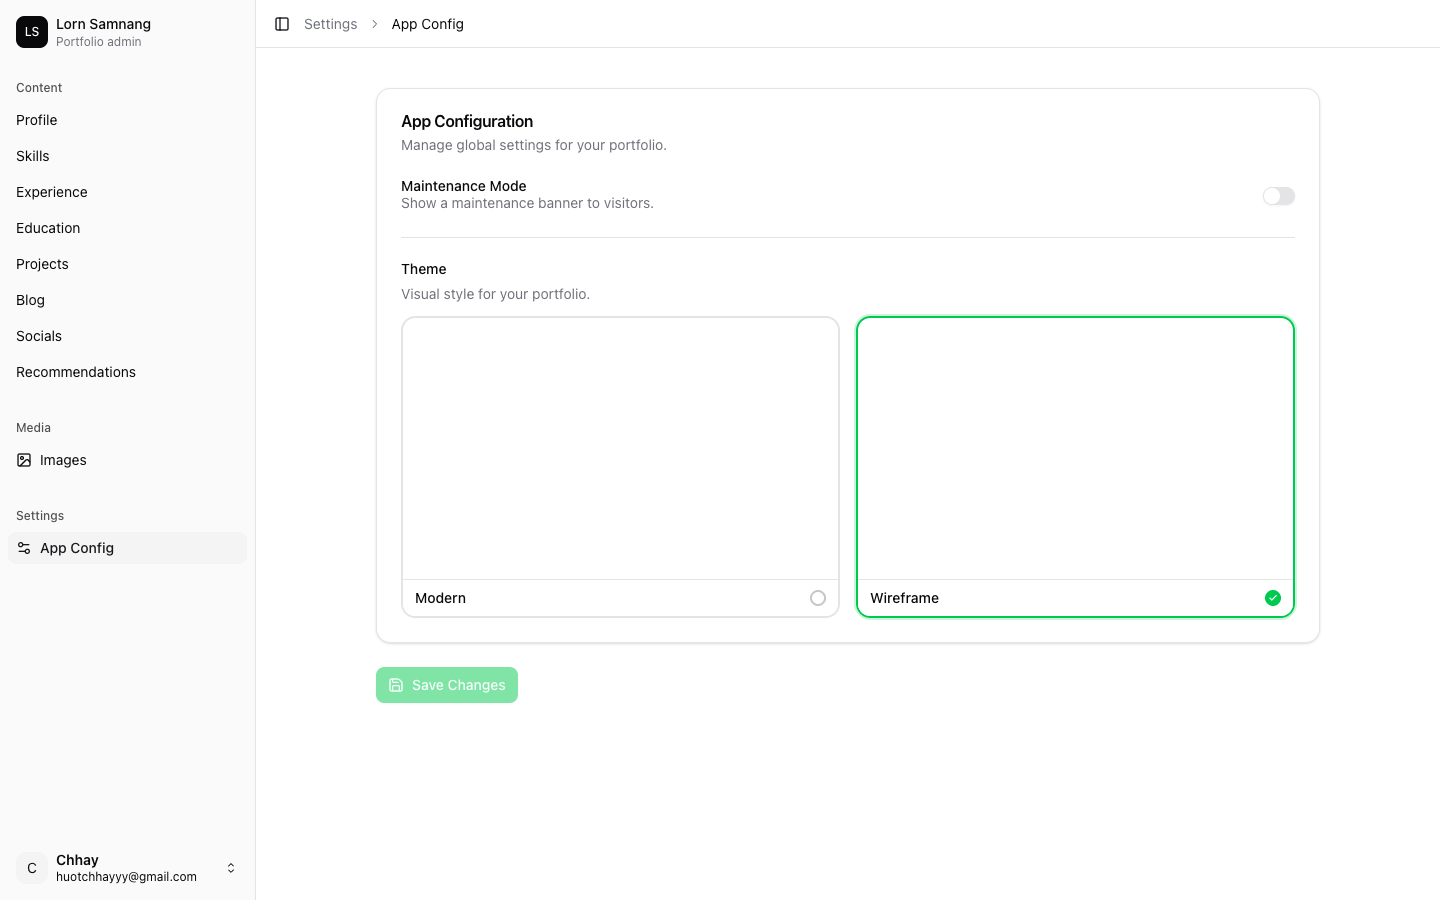 LS
Lorn Samnang
Portfolio admin
Content
Profile
Skills
Experience
Education
Projects
Blog
Socials
Recommendations
Media
Images
Settings
App Config
C
Chhay
huotchhayyy@gmail.com
Settings
App Config
App Configuration
Manage global settings for your portfolio.
Maintenance Mode
Show a maintenance banner to visitors.
Theme
Visual style for your portfolio.
Modern
Wireframe
Save Changes